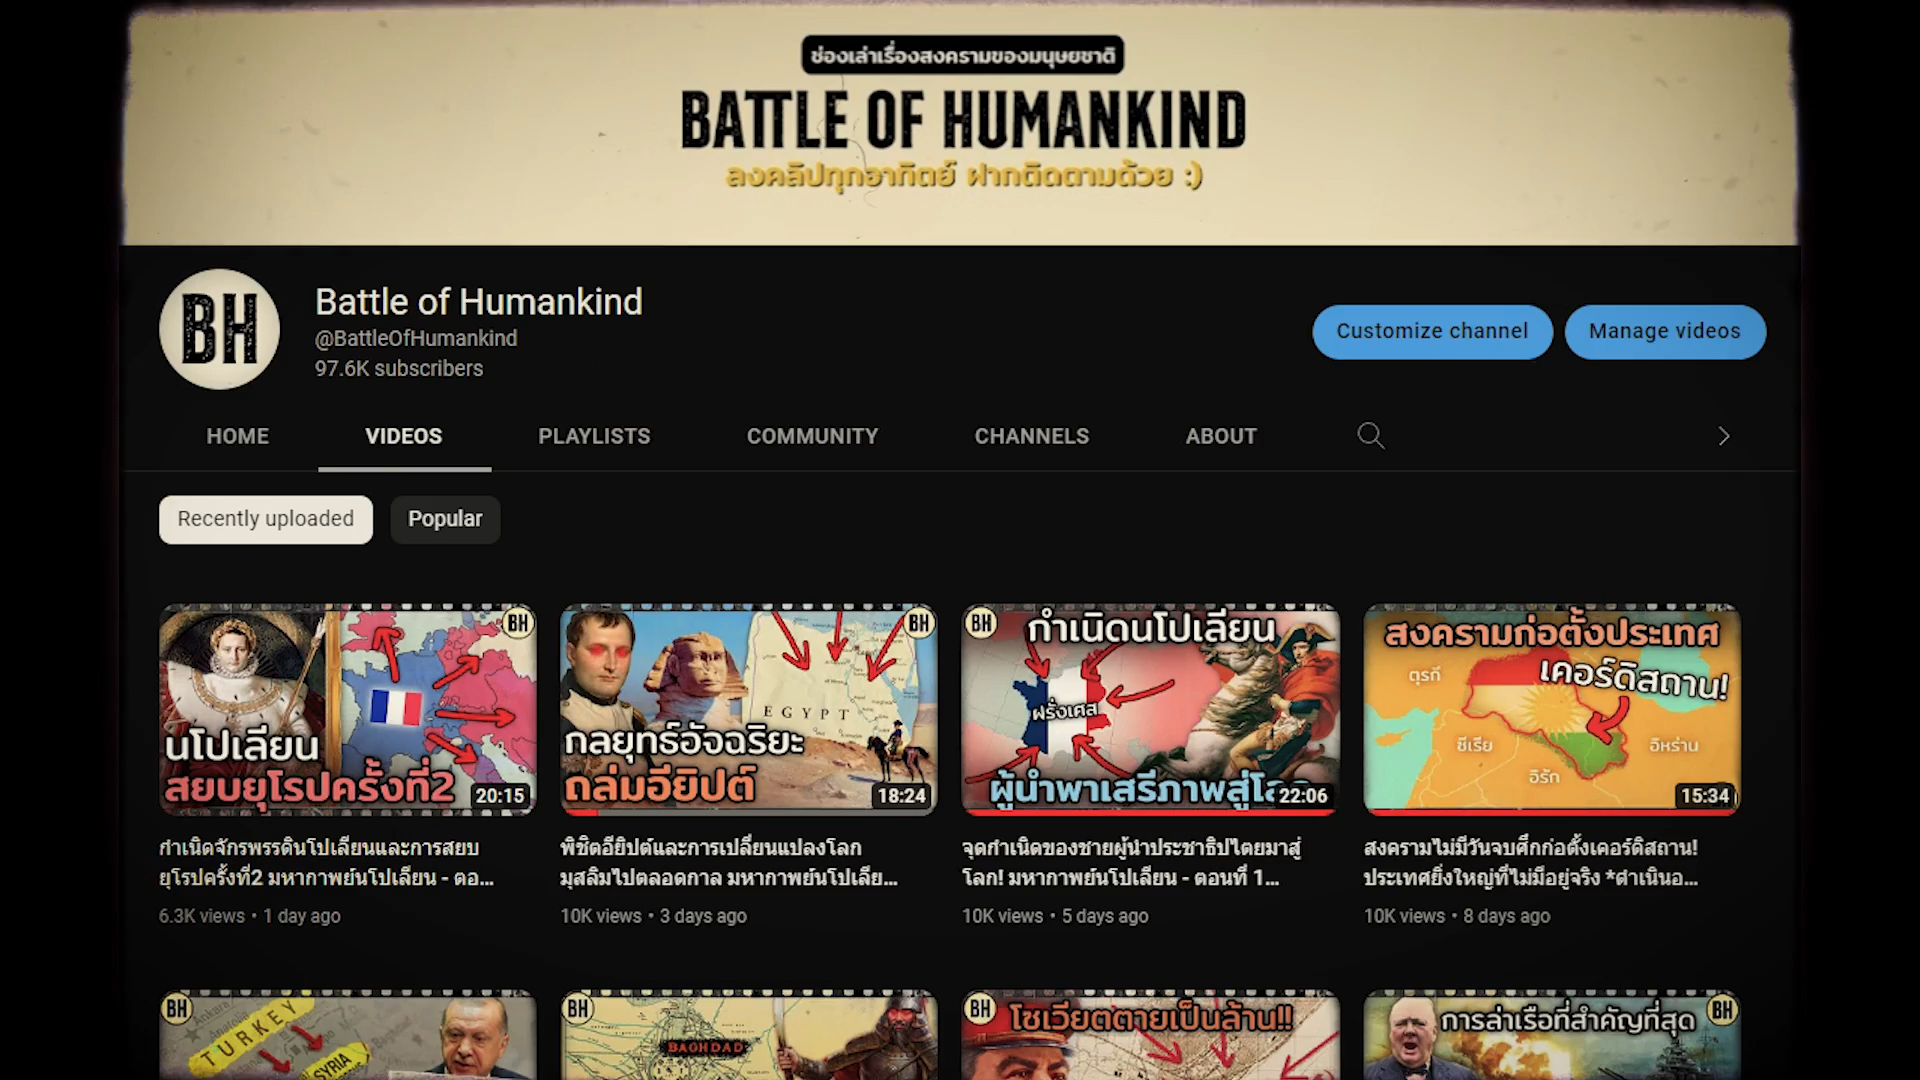 ช่องเล่าเรื่องสงครามของมนุษยชาติ
BATTLE OF HUMANKIND
ลงคลิปทุกอาทิตย์ ฝากติดตามด้วย :)
BH
Battle of Humankind
@BattleOfHumankind
97.6K subscribers
Customize channel
Manage videos
HOME
VIDEOS
PLAYLISTS
COMMUNITY
CHANNELS
ABOUT
Recently uploaded
Popular
BH
นโปเลียน
สยบยุโรปครั้งที่2
20:15
กำเนิดจักรพรรดินโปเลียนและการสยบ
ยุโรปครั้งที่2 มหากาพย์นโปเลียน - ตอ...
6.3K views • 1 day ago
BH
EGYPT
กลยุทธ์อัจฉริยะ
ถล่มอียิปต์
18:24
พิชิตอียิปต์และการเปลี่ยนแปลงโลก
มุสลิมไปตลอดกาล มหากาพย์นโปเลีย...
10K views • 3 days ago
BH
กำเนิดนโปเลียน
ฝรั่งเศส
ผู้นำพาเสรีภาพสู่โล
22:06
จุดกำเนิดของชายผู้นำประชาธิปไตยมาสู่
โลก! มหากาพย์นโปเลียน - ตอนที่ 1...
10K views • 5 days ago
สงครามก่อตั้งประเทศ
เคอร์ดิสถาน!
ตุรกี
ซีเรีย
อิหร่าน
อิรัก
15:34
สงครามไม่มีวันจบศึกก่อตั้งเคอร์ดิสถาน!
ประเทศยิ่งใหญ่ที่ไม่มีอยู่จริง *ดำเนินอ...
10K views • 8 days ago
BH
Ankara
TURKEY
SYRIA
BH
BAGHDAD
BH
โซเวียตตายเป็นล้าน!!
การล่าเรือที่สำคัญที่สุด
BH